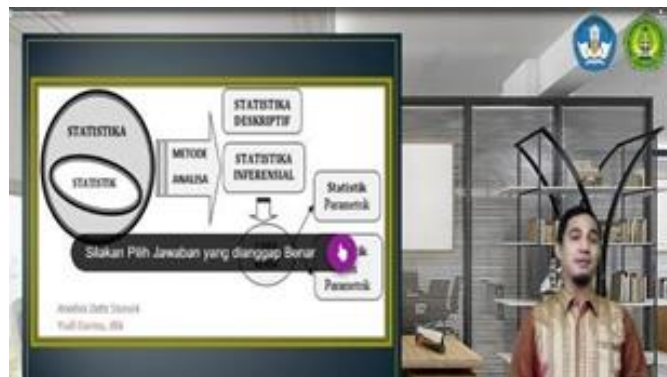 STATISTIKA
STATISTIK
METODE
ANALISA
STATISTIKA
DESKRIPTIF
STATISTIKA
INFERENSIAL
Statistik
Parametrik
Silakan Pilih Jawaban yang dianggap Benar
Parametrik